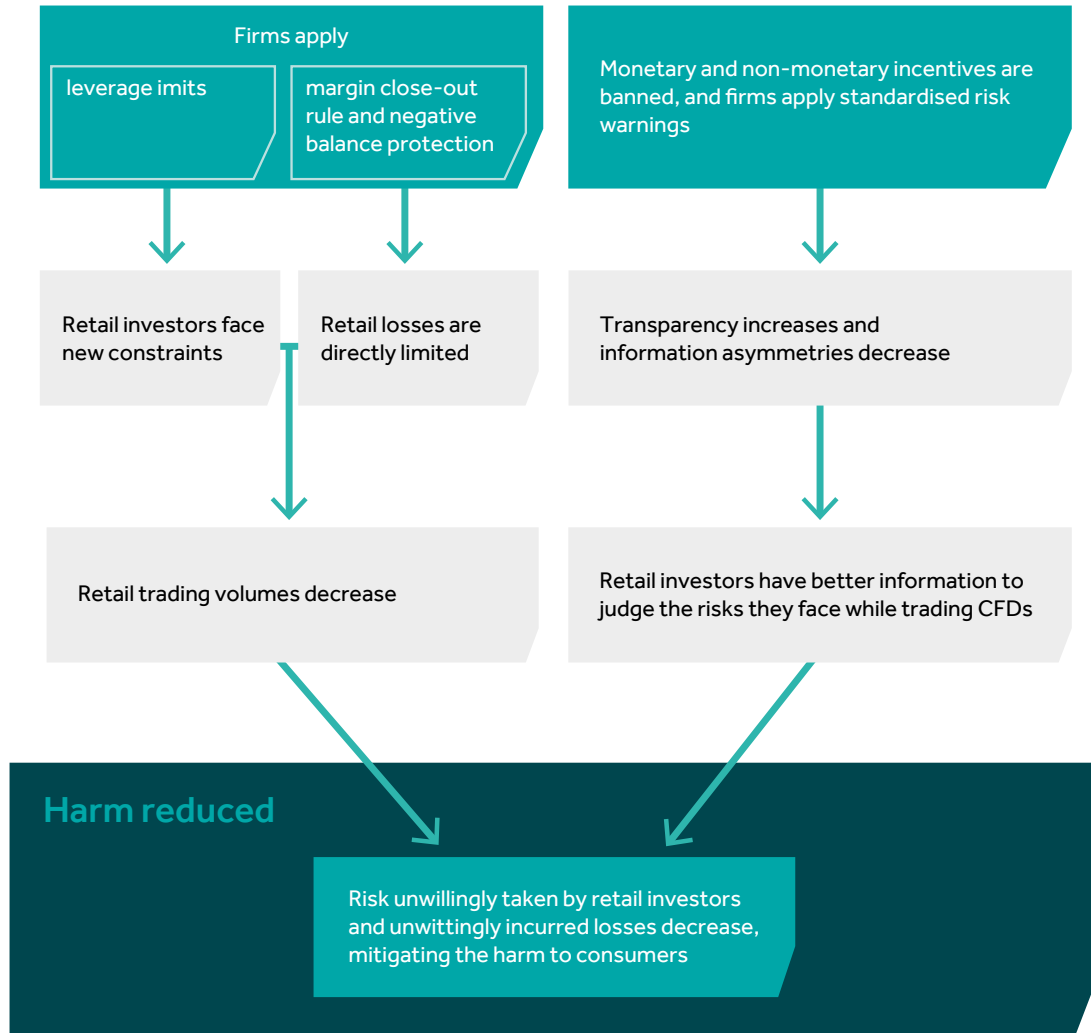 Firms apply
leverage imits
margin close-out
rule and negative
balance protection
Monetary and non-monetary incentives are
banned, and firms apply standardised risk
warnings
Retail investors face
new constraints
Retail losses are
directly limited
Transparency increases and
information asymmetries decrease
Retail trading volumes decrease
Retail investors have better information to
judge the risks they face while trading CFDs
Harm reduced
Risk unwillingly taken by retail investors
and unwittingly incurred losses decrease,
mitigating the harm to consumers